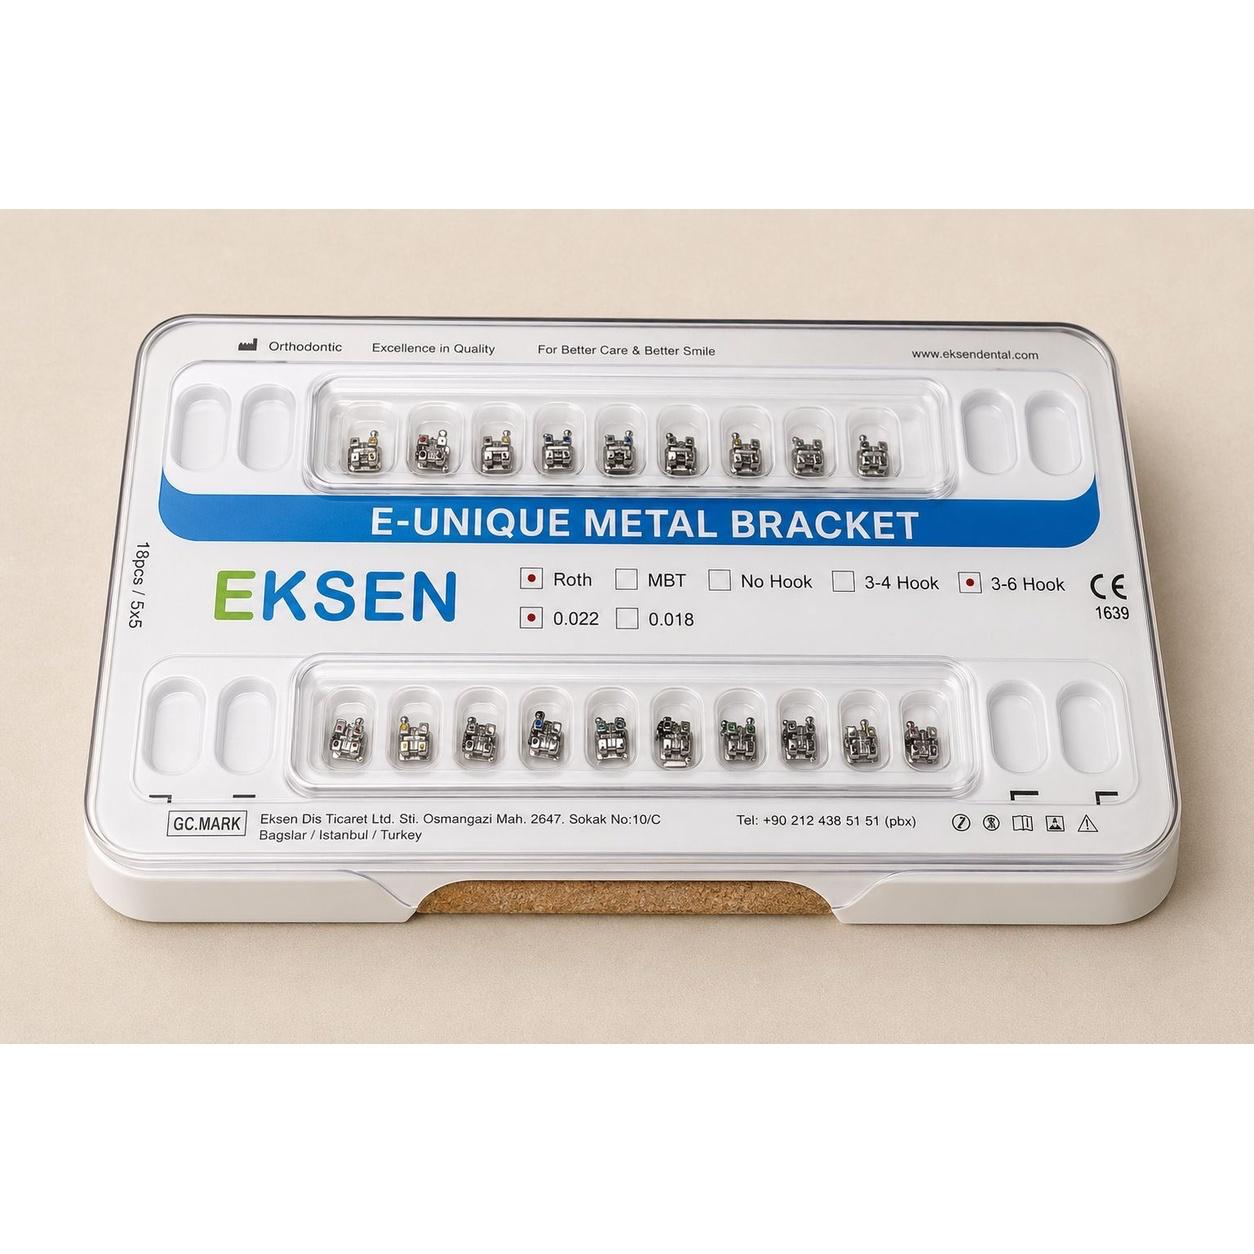 Orthodontic Excellence in Quality For Better Care & Better Smile www.eksendental.com
E-UNIQUE METAL BRACKET
18pcs / 5x5
EKSEN
Roth MBT No Hook 3-4 Hook 3-6 Hook
0.022 0.018
CE
1639
GC.MARK
Eksen Dis Ticaret Ltd. Sti. Osmangazi Mah. 2647. Sokak No:10/C
Bagslar / Istanbul / Turkey
Tel: +90 212 438 51 51 (pbx)